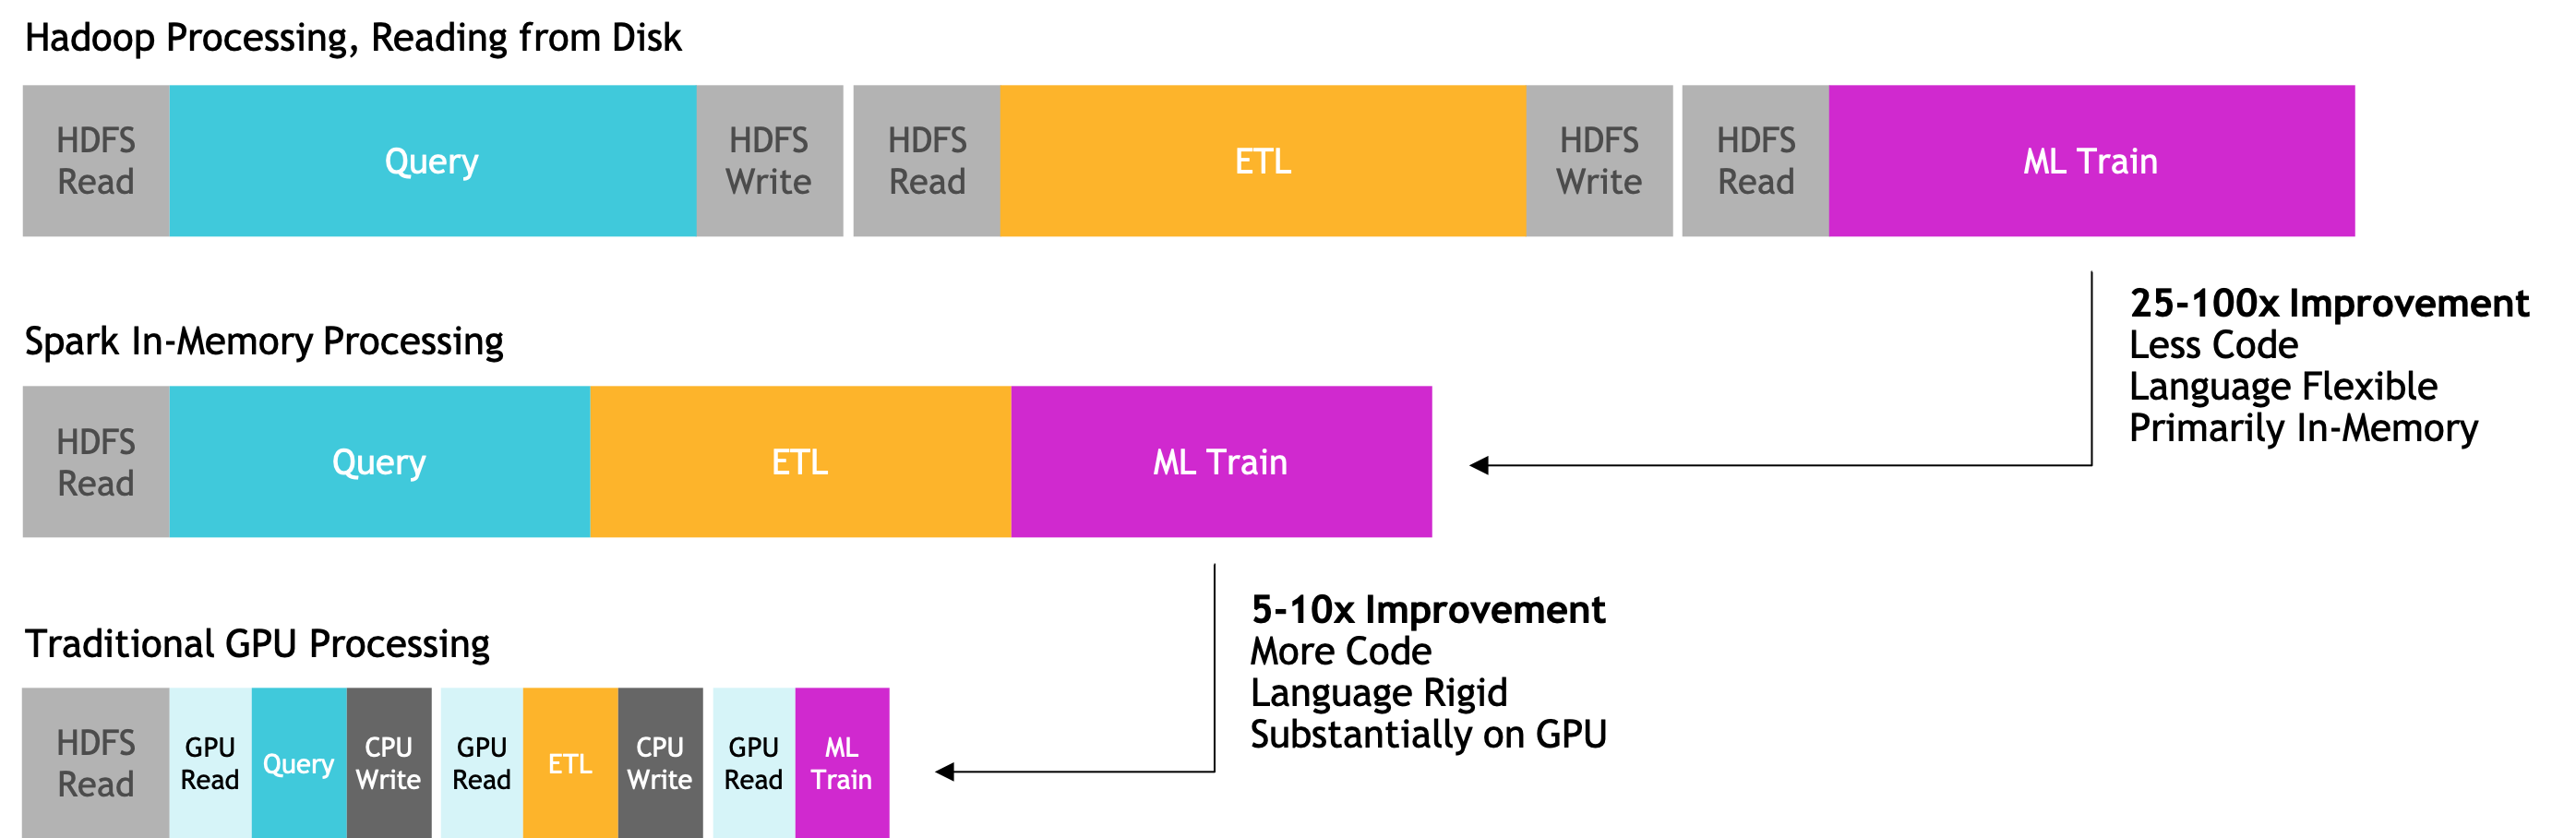 Hadoop Processing, Reading from Disk
HDFS
Read
Query
HDFS
Write
HDFS
Read
ETL
HDFS
Write
HDFS
Read
ML Train
25-100x Improvement
Less Code
Language Flexible
Primarily In-Memory
Spark In-Memory Processing
HDFS
Read
Query
ETL
ML Train
5-10x Improvement
More Code
Language Rigid
Substantially on GPU
Traditional GPU Processing
HDFS
Read
GPU
Read
Query
CPU
Write
GPU
Read
ETL
CPU
Write
GPU
Read
ML
Train